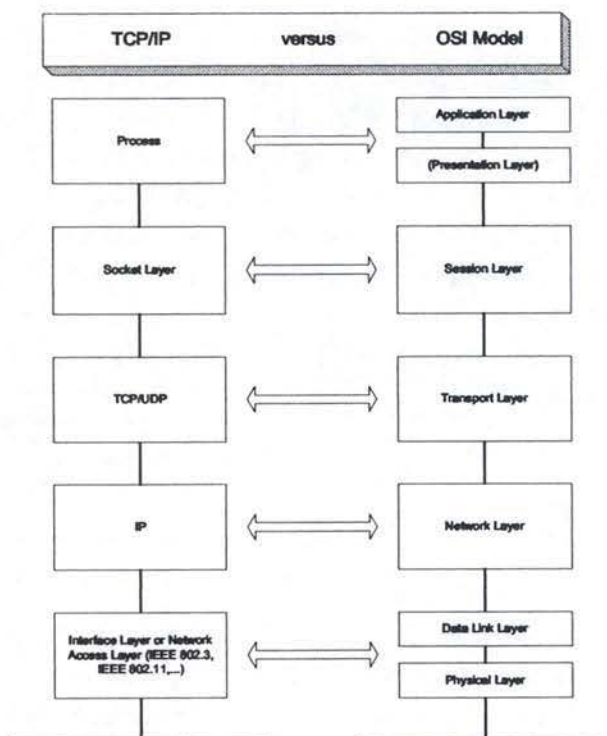 TCP/IP versus OSI Model
Process
Application Layer
(Presentation Layer)
Socket Layer
Session Layer
TCP/UDP
Transport Layer
IP
Network Layer
Interface Layer or Network
Access Layer (IEEE 802.3,
IEEE 802.11,...)
Data Link Layer
Physical Layer